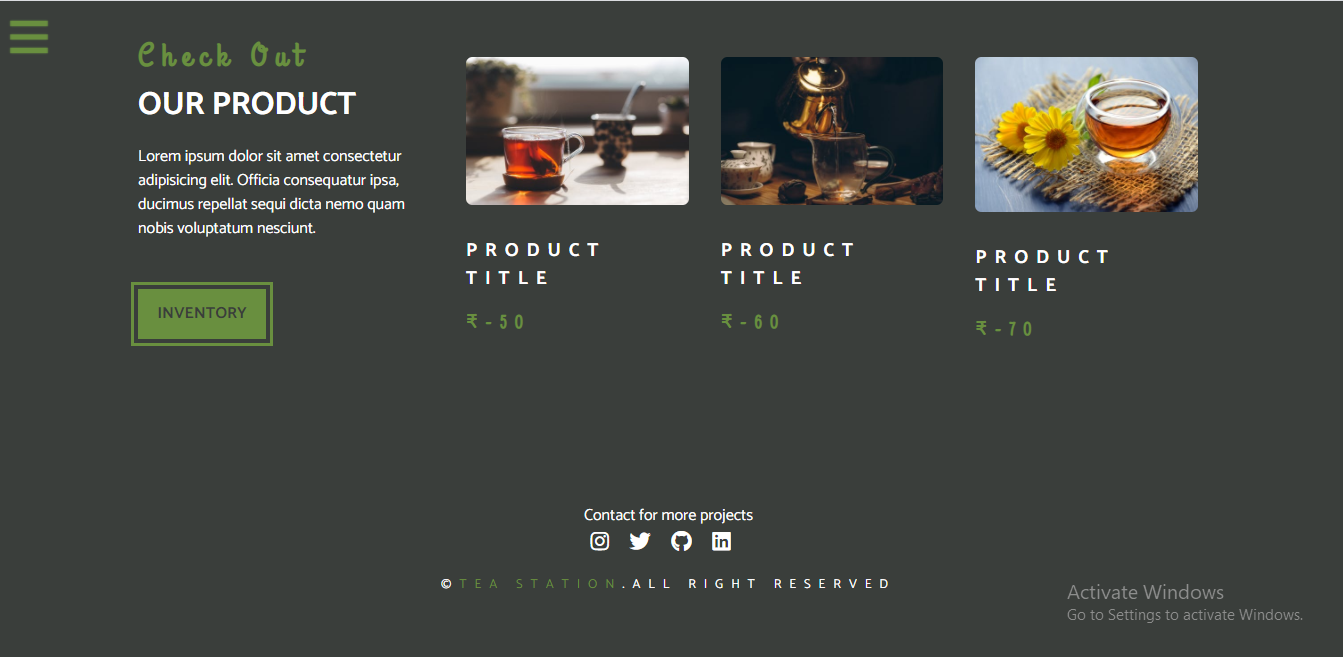 Check Out
OUR PRODUCT
Lorem ipsum dolor sit amet consectetur
adipisicing elit. Officia consequatur ipsa,
ducimus repellat sequi dicta nemo quam
nobis voluptatum nesciunt.
INVENTORY
PRODUCT
TITLE
₹ - 50
PRODUCT
TITLE
₹ - 60
PRODUCT
TITLE
₹ - 70
Contact for more projects
© TEA STATION.ALL RIGHT RESERVED
Activate Windows
Go to Settings to activate Windows.